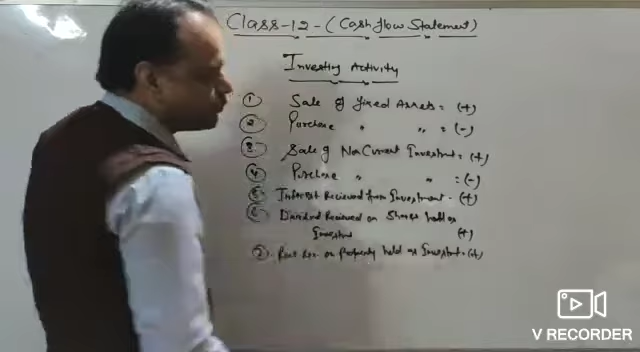 Class-12-(Cash flow Statement)
Investing Activity
① Sale of fixed Assets = (+)
② Purchase " " = (-)
③ Sale of Non Current Investment = (+)
④ Purchase " " = (-)
⑤ Interest Recieved from Investment - (+)
⑥ Dividend Recieved on Shares held as
Investment (+)
⑦ Rent Rec. on Property held as Investment = (+)
V RECORDER